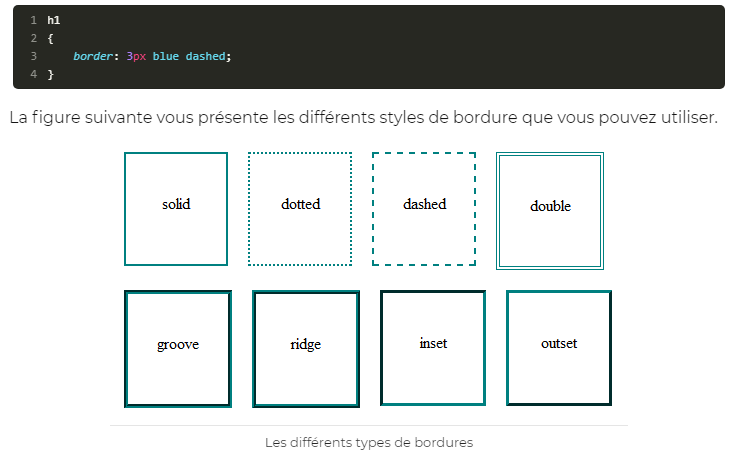 1 h1
2 {
3 border: 3px blue dashed;
4 }
La figure suivante vous présente les différents styles de bordure que vous pouvez utiliser.
solid dotted dashed double
groove ridge inset outset
Les différents types de bordures